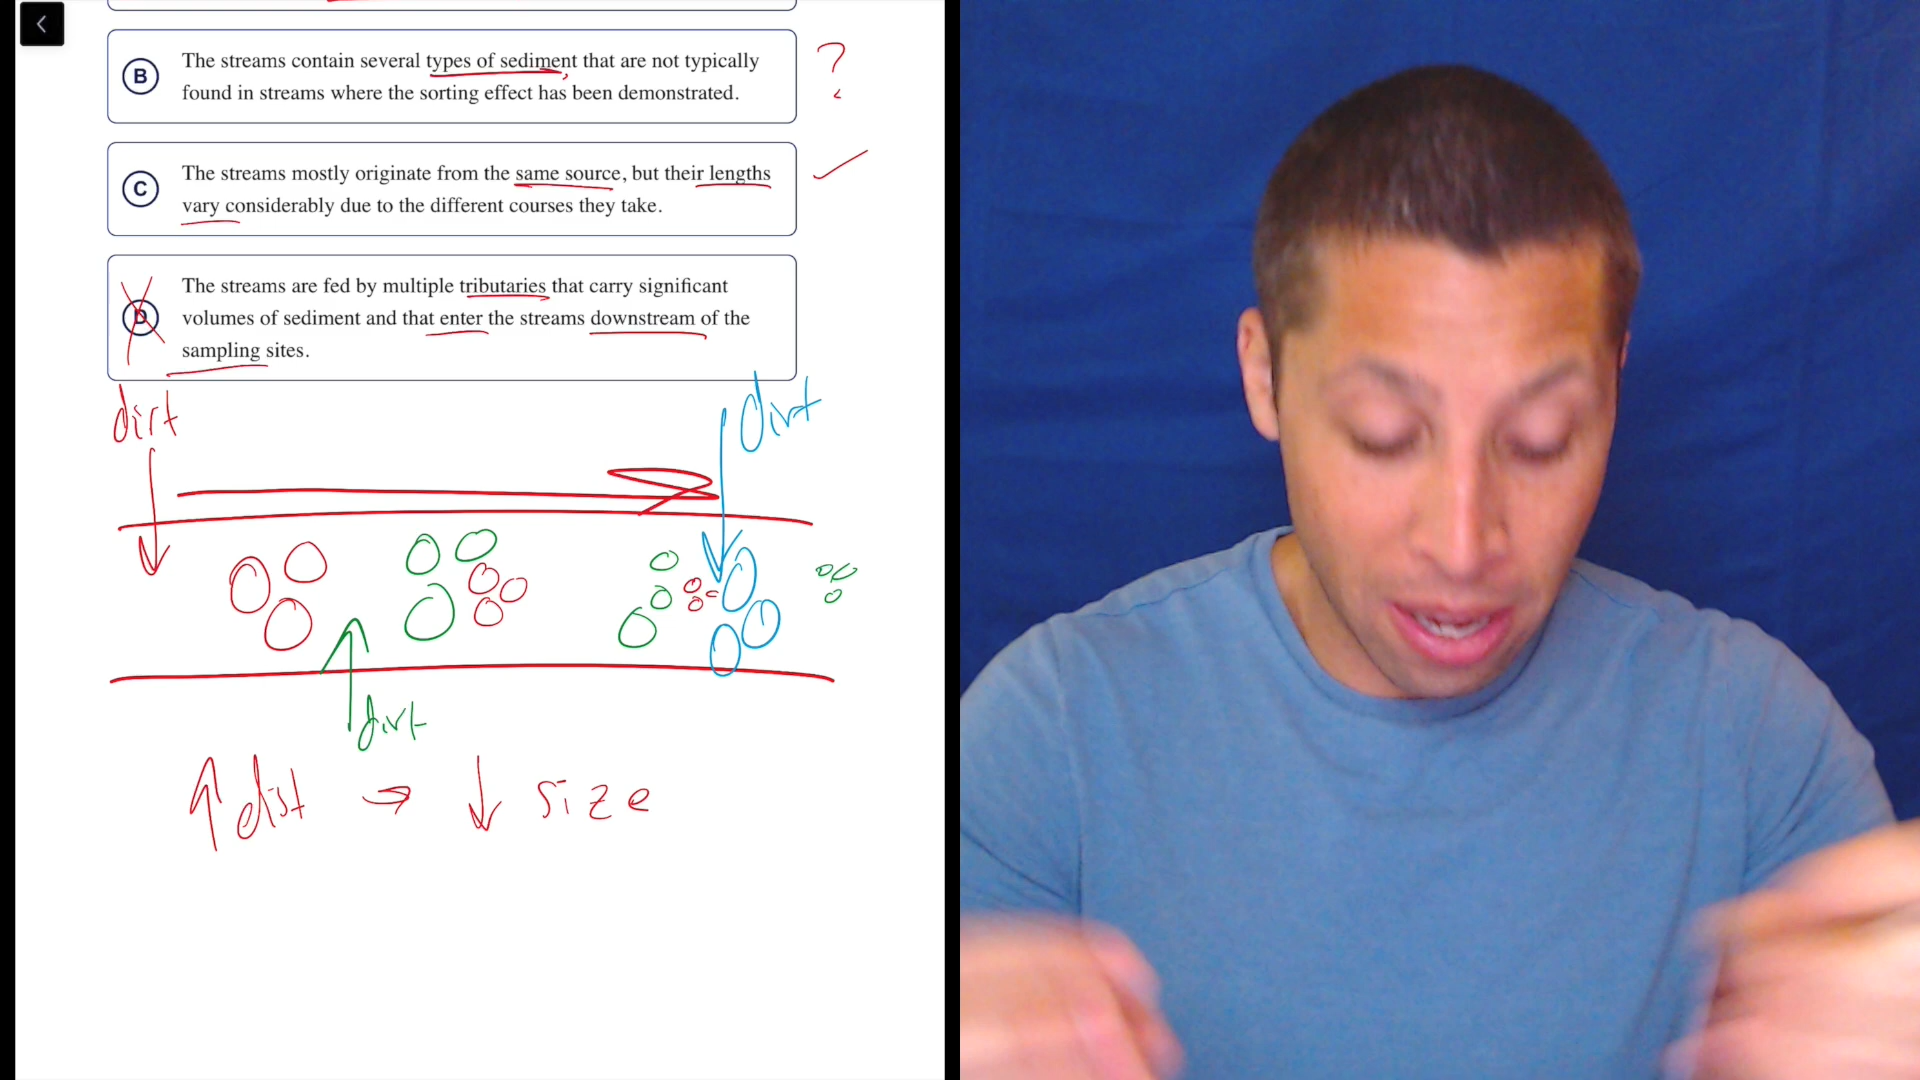 B
The streams contain several types of sediment that are not typically
found in streams where the sorting effect has been demonstrated.
?
C
The streams mostly originate from the same source, but their lengths
vary considerably due to the different courses they take.
D
The streams are fed by multiple tributaries that carry significant
volumes of sediment and that enter the streams downstream of the
sampling sites.
dirt
dirt
dirt
↑ dist → ↓ size